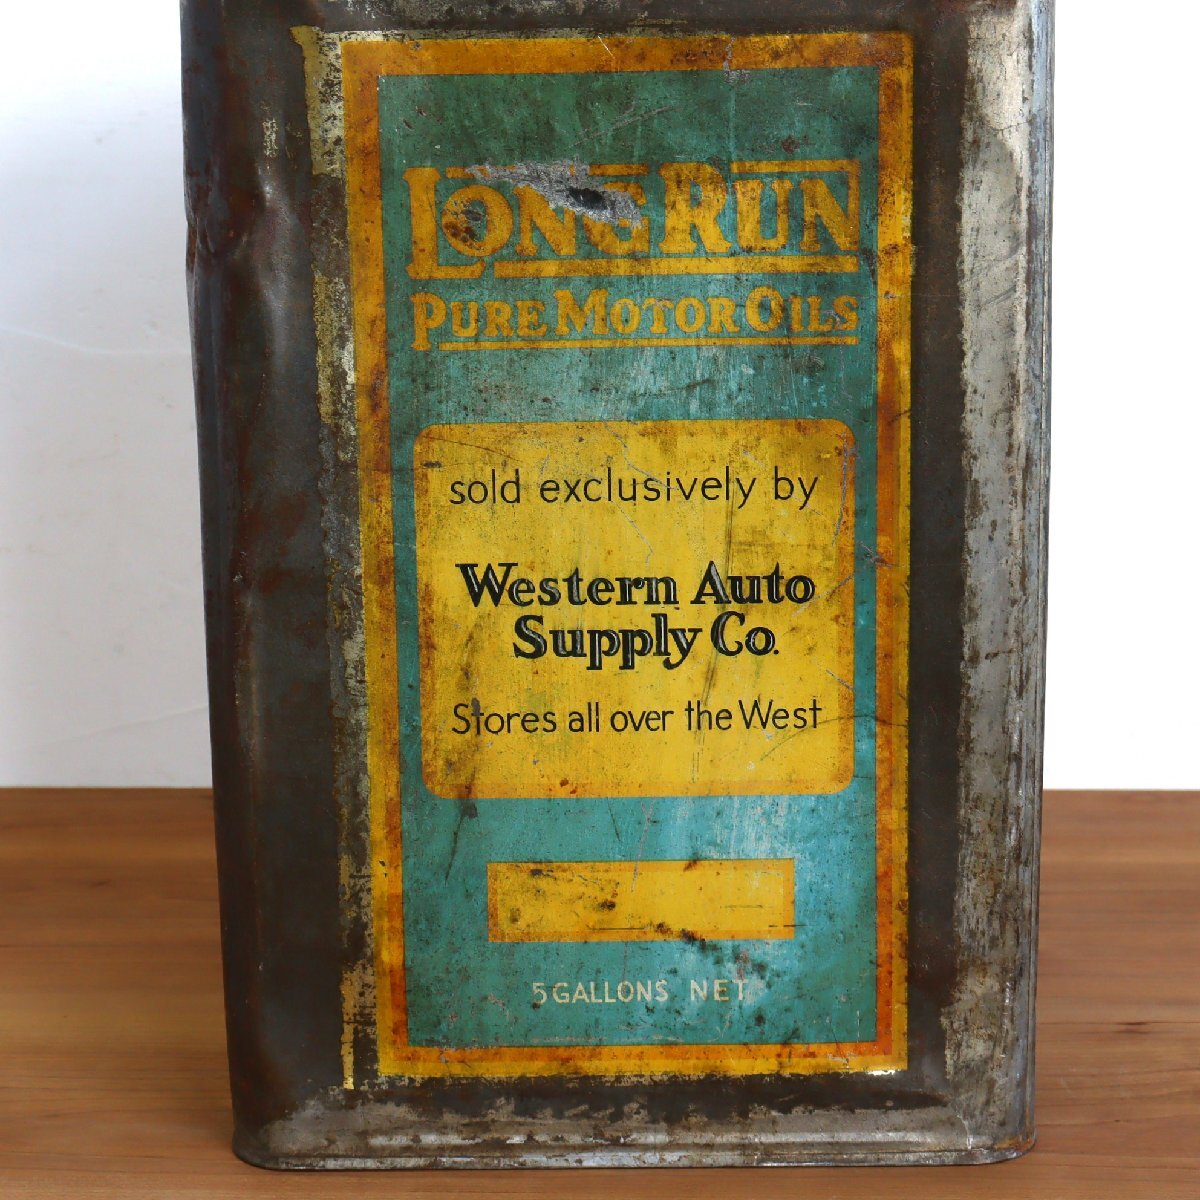 LONG RUN
PURE MOTOR OILS
sold exclusively by
Western Auto
Supply Co.
Stores all over the West
5 GALLONS NET